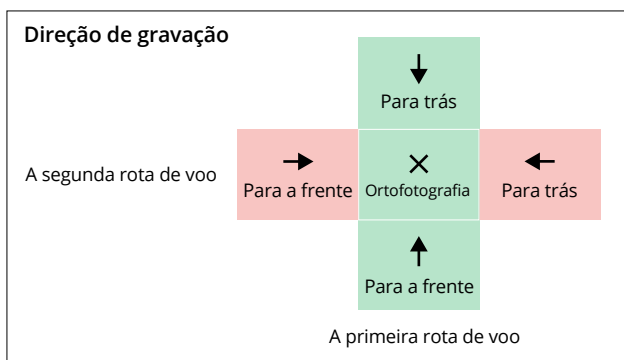 Direção de gravação
Para trás
A segunda rota de voo
Para a frente
Ortofotografia
Para trás
Para a frente
A primeira rota de voo